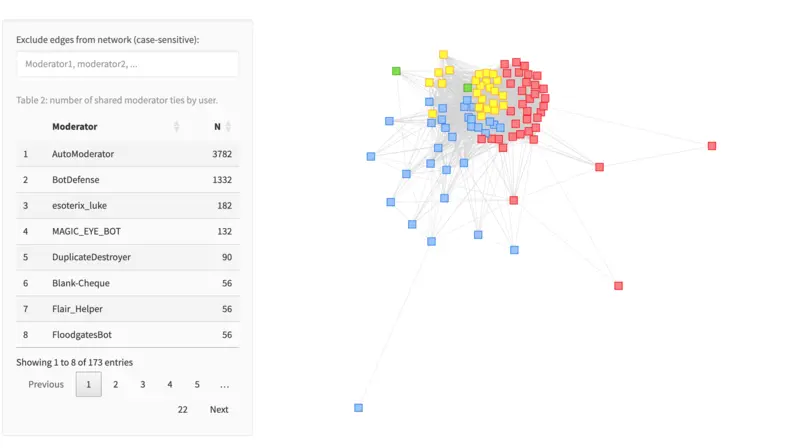 Exclude edges from network (case-sensitive):
Moderator1, moderator2, ...
Table 2: number of shared moderator ties by user.
Moderator N
1 AutoModerator 3782
2 BotDefense 1332
3 esoterix_luke 182
4 MAGIC_EYE_BOT 132
5 DuplicateDestroyer 90
6 Blank-Cheque 56
7 Flair_Helper 56
8 FloodgatesBot 56
Showing 1 to 8 of 173 entries
Previous 1 2 3 4 5 ...
22 Next